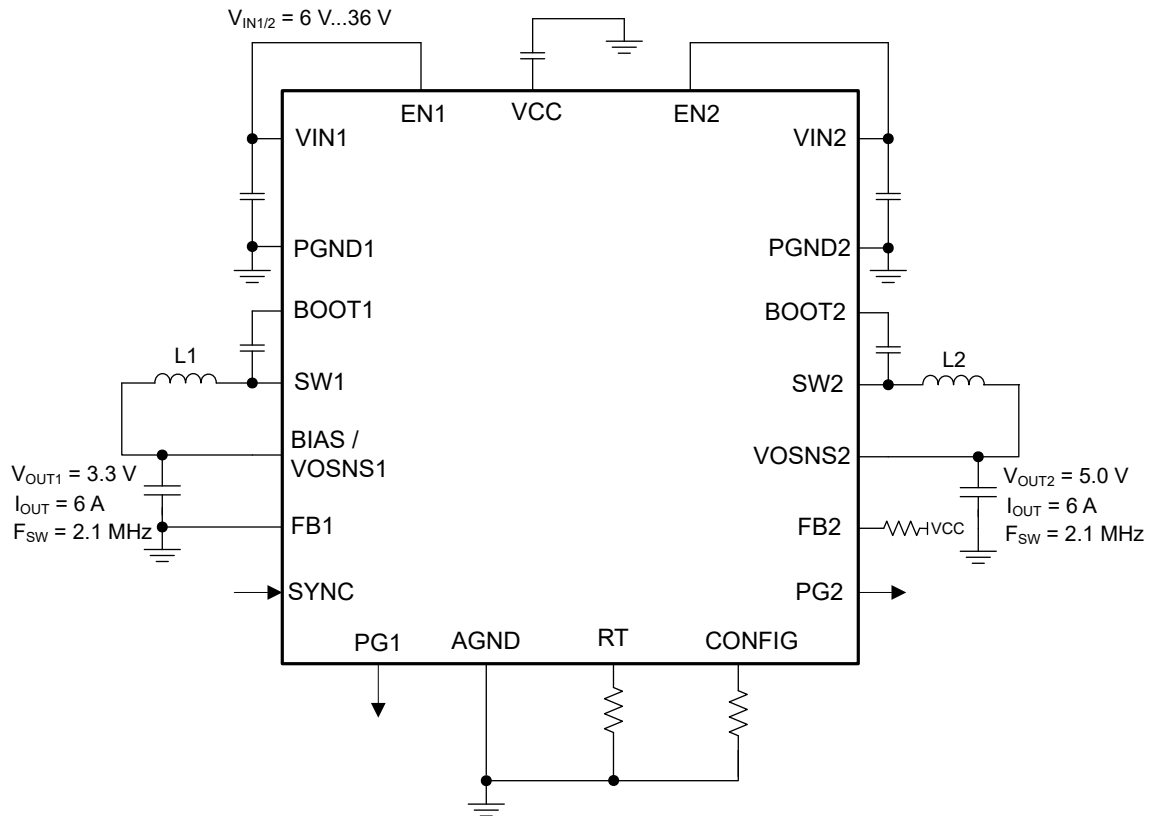 V_IN1/2 = 6 V...36 V
EN1
VCC
EN2
VIN1
VIN2
PGND1
PGND2
BOOT1
BOOT2
L1
L2
SW1
SW2
BIAS /
VOSNS1
VOSNS2
V_OUT1 = 3.3 V
I_OUT = 6 A
F_SW = 2.1 MHz
V_OUT2 = 5.0 V
I_OUT = 6 A
F_SW = 2.1 MHz
FB1
FB2
VCC
SYNC
PG2
PG1
AGND
RT
CONFIG